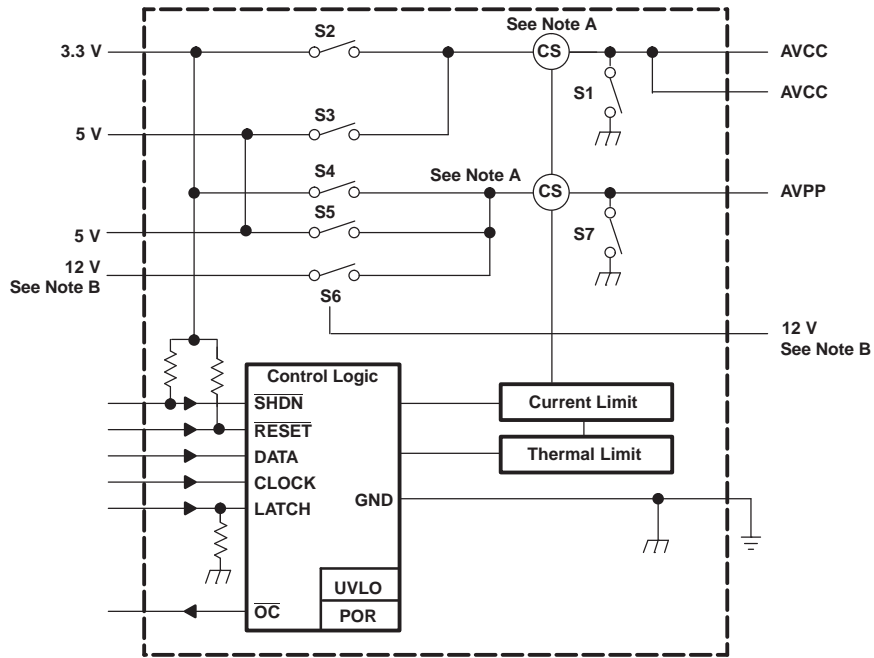 See Note A
S2
3.3 V
CS
AVCC
S1
AVCC
S3
5 V
S4
See Note A
CS
AVPP
S5
5 V
S7
12 V
See Note B
S6
12 V
See Note B
Control Logic
SHDN
Current Limit
RESET
DATA
Thermal Limit
CLOCK
LATCH
GND
UVLO
OC
POR